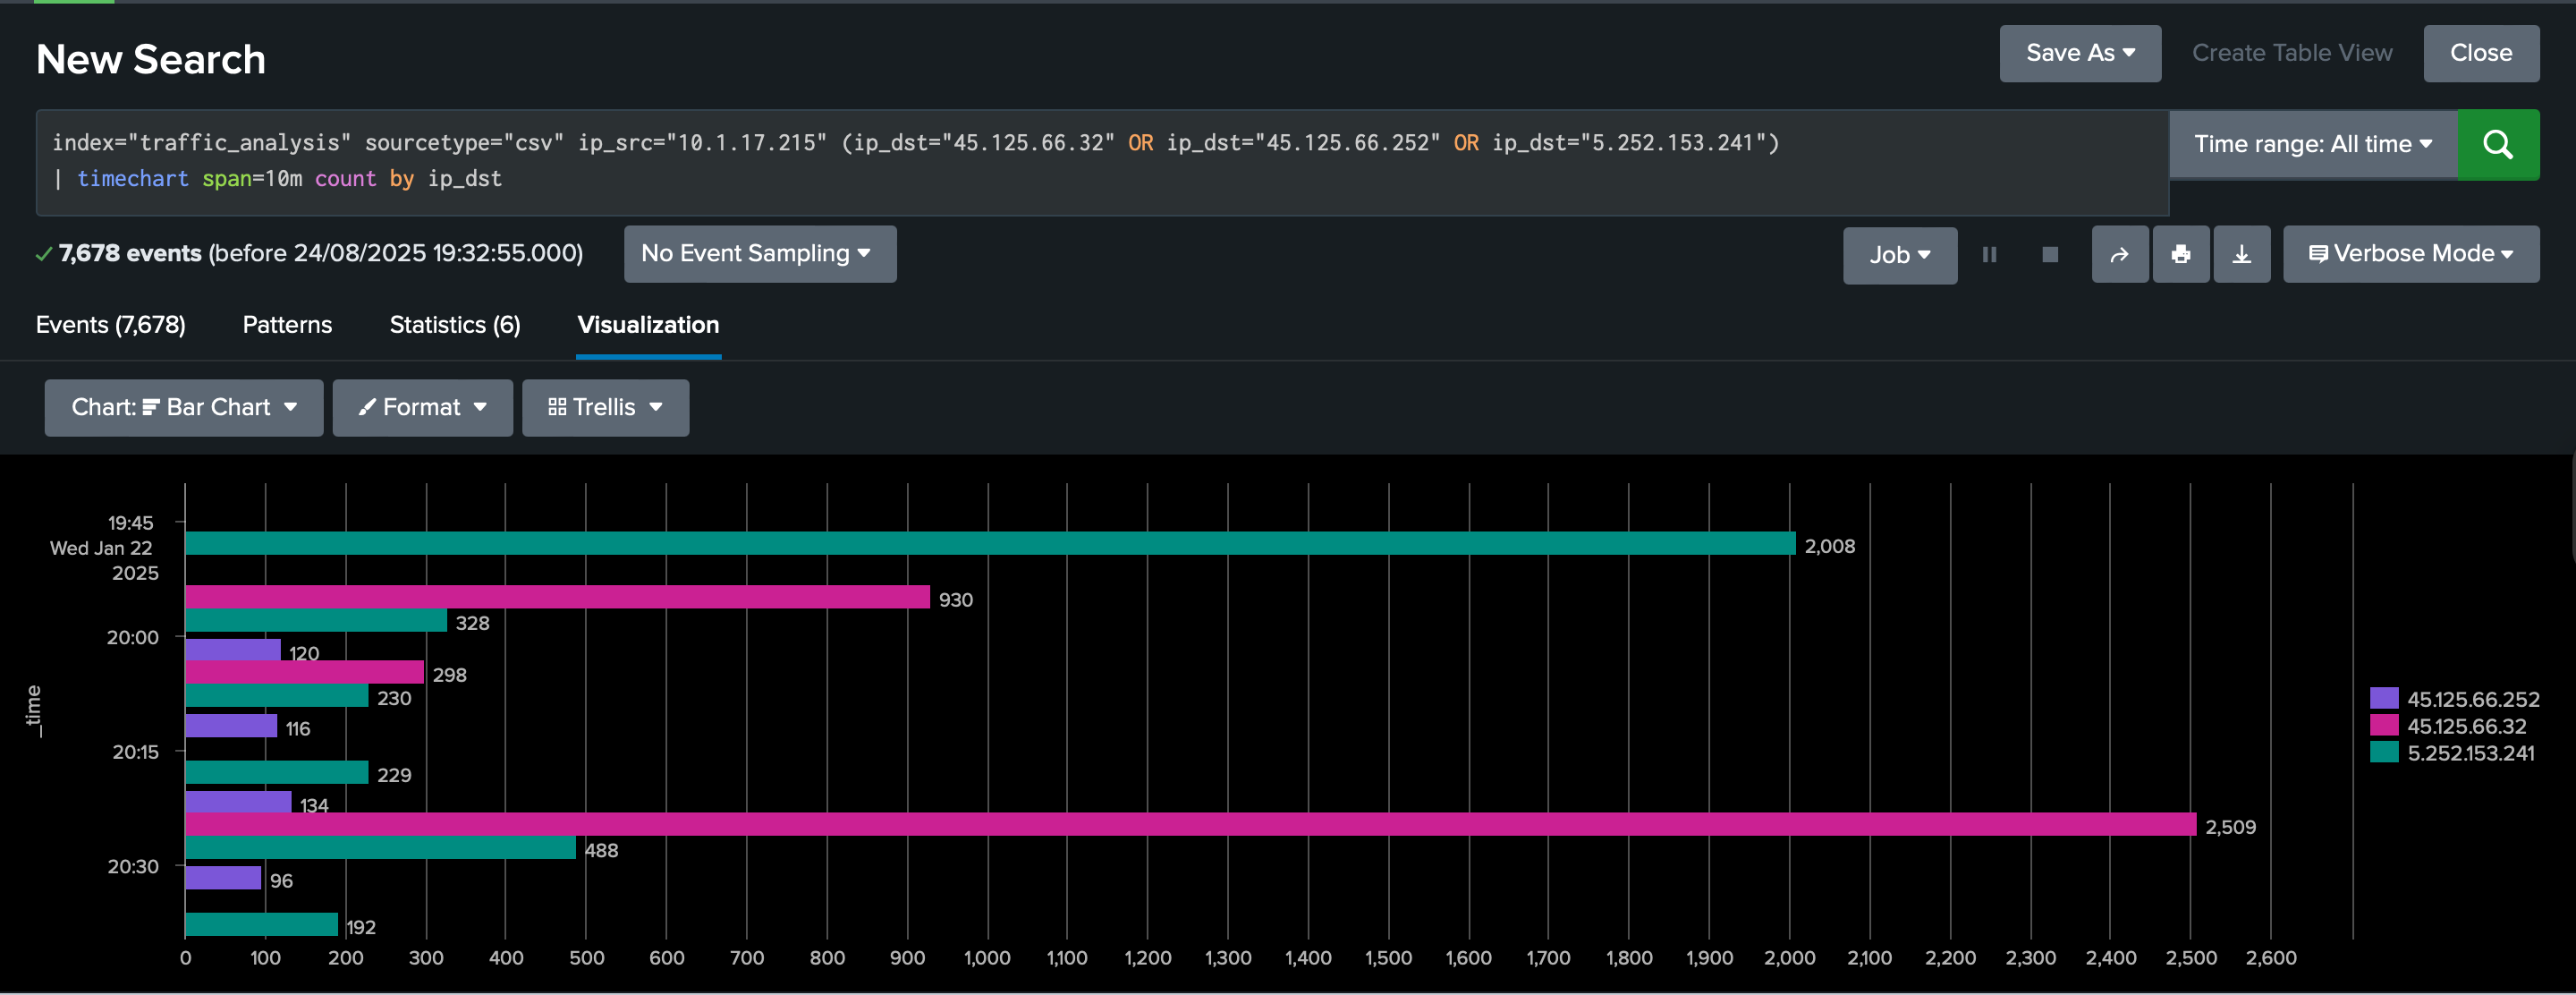 New Search
Save As
Create Table View
Close
index="traffic_analysis" sourcetype="csv" ip_src="10.1.17.215" (ip_dst="45.125.66.32" OR ip_dst="45.125.66.252" OR ip_dst="5.252.153.241")
| timechart span=10m count by ip_dst
Time range: All time
7,678 events (before 24/08/2025 19:32:55.000)
No Event Sampling
Job
Verbose Mode
Events (7,678)
Patterns
Statistics (6)
Visualization
Chart: Bar Chart
Format
Trellis
19:45
Wed Jan 22
2025
2,008
930
328
20:00
120
298
230
116
20:15
229
134
2,509
488
20:30
96
192
_time
45.125.66.252
45.125.66.32
5.252.153.241
0 100 200 300 400 500 600 700 800 900 1,000 1,100 1,200 1,300 1,400 1,500 1,600 1,700 1,800 1,900 2,000 2,100 2,200 2,300 2,400 2,500 2,600